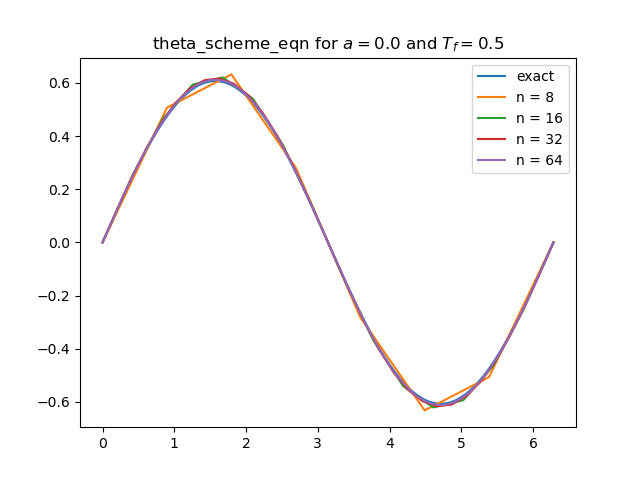 theta_scheme_eqn for a = 0.0 and T_f = 0.5
exact
n = 8
n = 16
n = 32
n = 64
0.6
0.4
0.2
0.0
−0.2
−0.4
−0.6
0 1 2 3 4 5 6